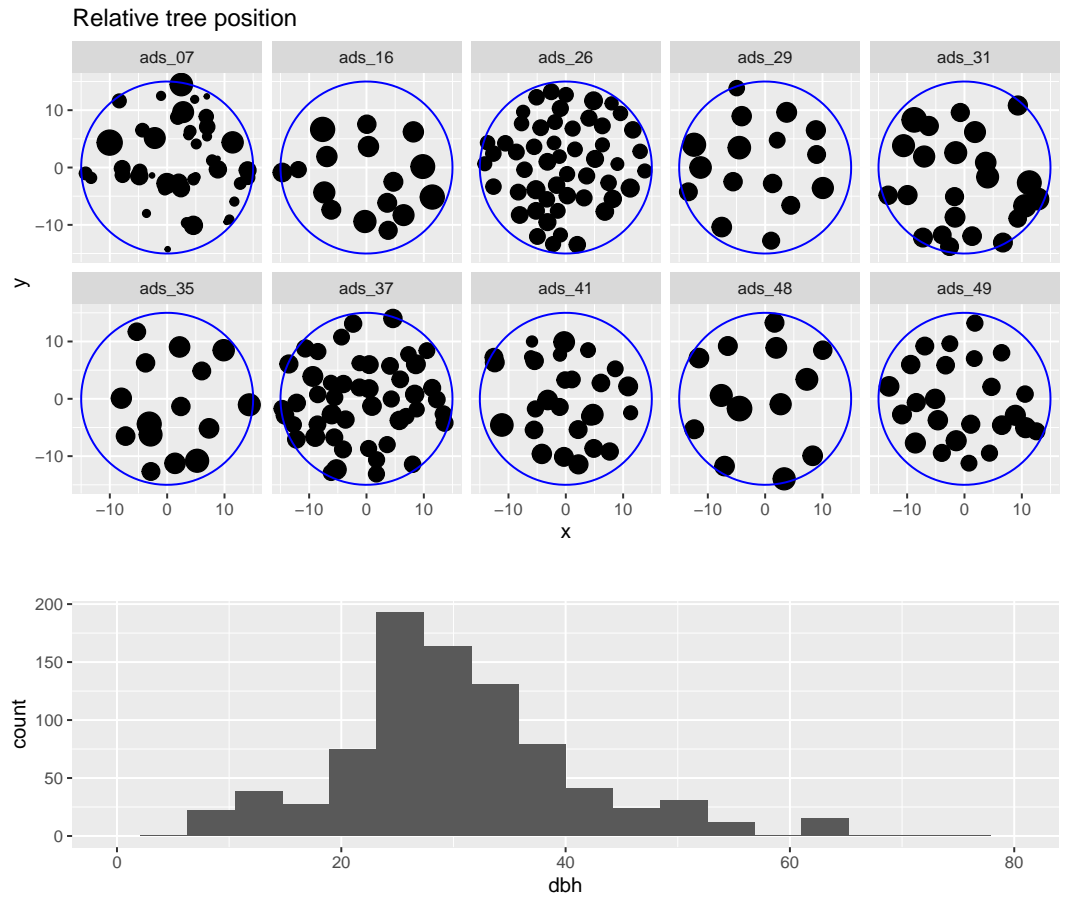 Relative tree position
ads_07 ads_16 ads_26 ads_29 ads_31
10
0
−10
y
ads_35 ads_37 ads_41 ads_48 ads_49
10
0
−10
−10 0 10 −10 0 10 −10 0 10 −10 0 10 −10 0 10
x
200
150
100
50
0
count
0 20 40 60 80
dbh